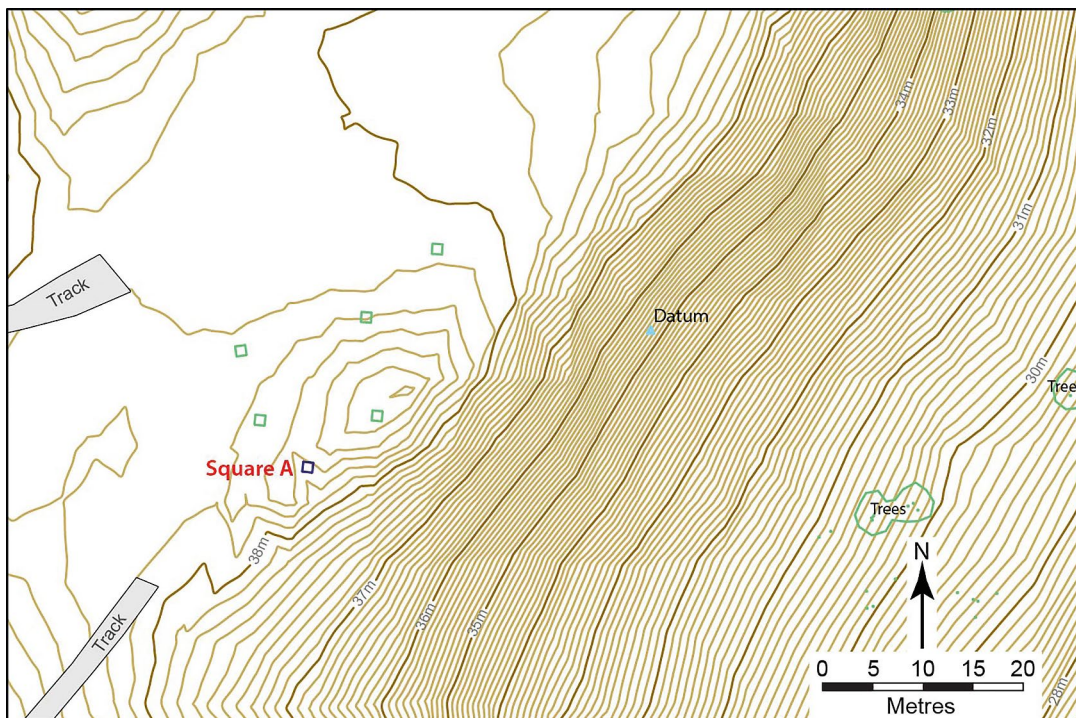 34m
33m
32m
31m
Track
Datum
30m
Trees
Square A
Trees
38m
N
37m
36m
35m
Track
0 5 10 15 20
Metres
28m